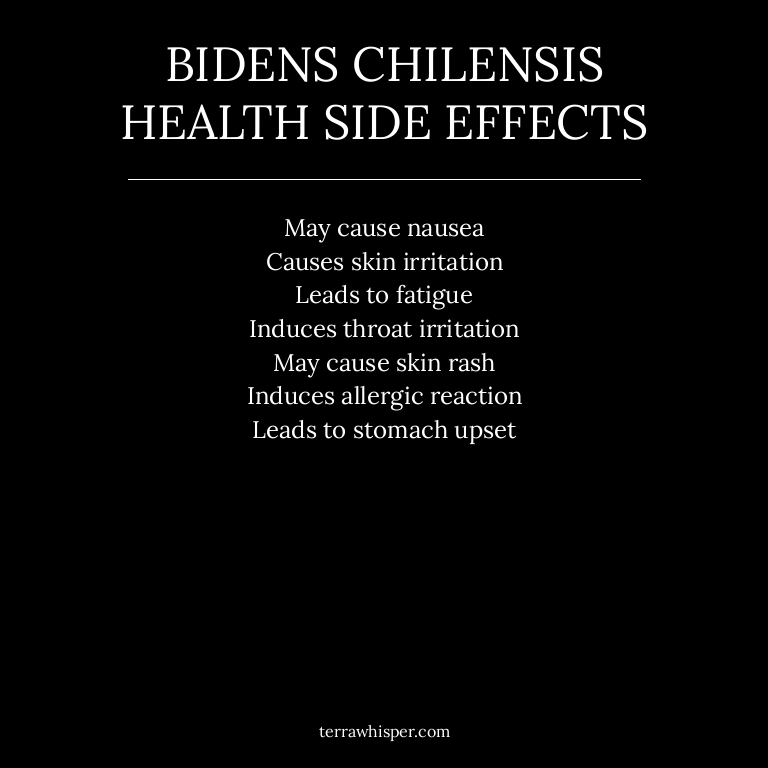 BIDENS CHILENSIS
HEALTH SIDE EFFECTS
May cause nausea
Causes skin irritation
Leads to fatigue
Induces throat irritation
May cause skin rash
Induces allergic reaction
Leads to stomach upset
terrawhisper.com